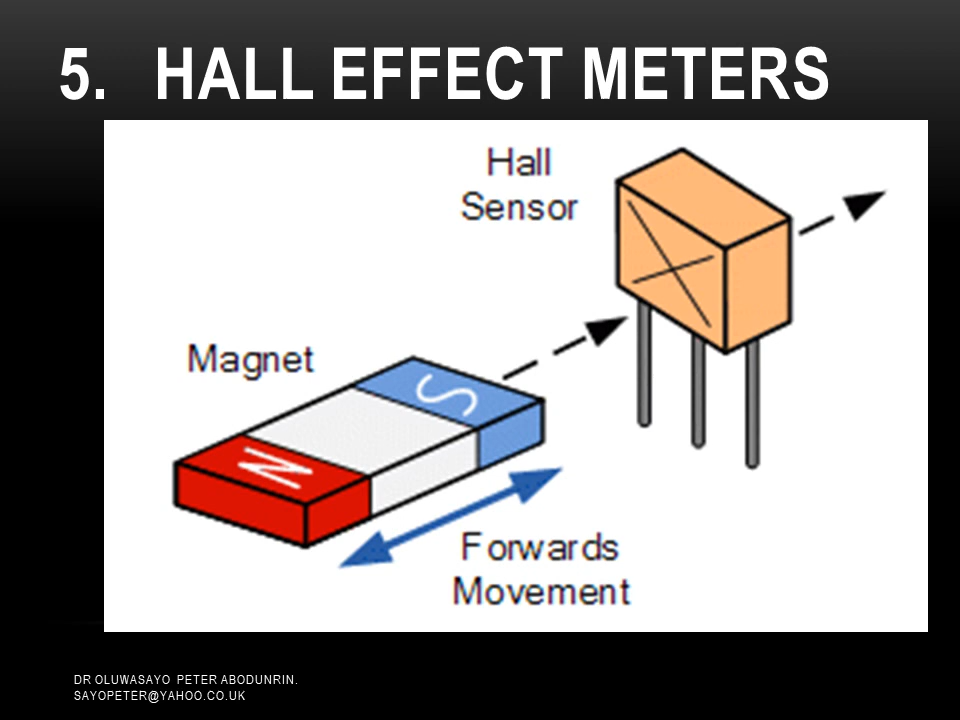 5. HALL EFFECT METERS
Hall
Sensor
Magnet
S
N
Forwards
Movement
DR OLUWASAYO PETER ABODUNRIN.
SAYOPETER@YAHOO.CO.UK